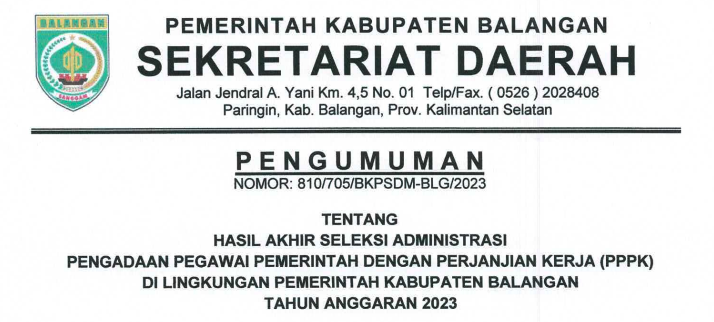 BALANGAN
SANGGAM
PEMERINTAH KABUPATEN BALANGAN
SEKRETARIAT DAERAH
Jalan Jendral A. Yani Km. 4,5 No. 01 Telp/Fax. ( 0526 ) 2028408
Paringin, Kab. Balangan, Prov. Kalimantan Selatan
PENGUMUMAN
NOMOR: 810/705/BKPSDM-BLG/2023
TENTANG
HASIL AKHIR SELEKSI ADMINISTRASI
PENGADAAN PEGAWAI PEMERINTAH DENGAN PERJANJIAN KERJA (PPPK)
DI LINGKUNGAN PEMERINTAH KABUPATEN BALANGAN
TAHUN ANGGARAN 2023